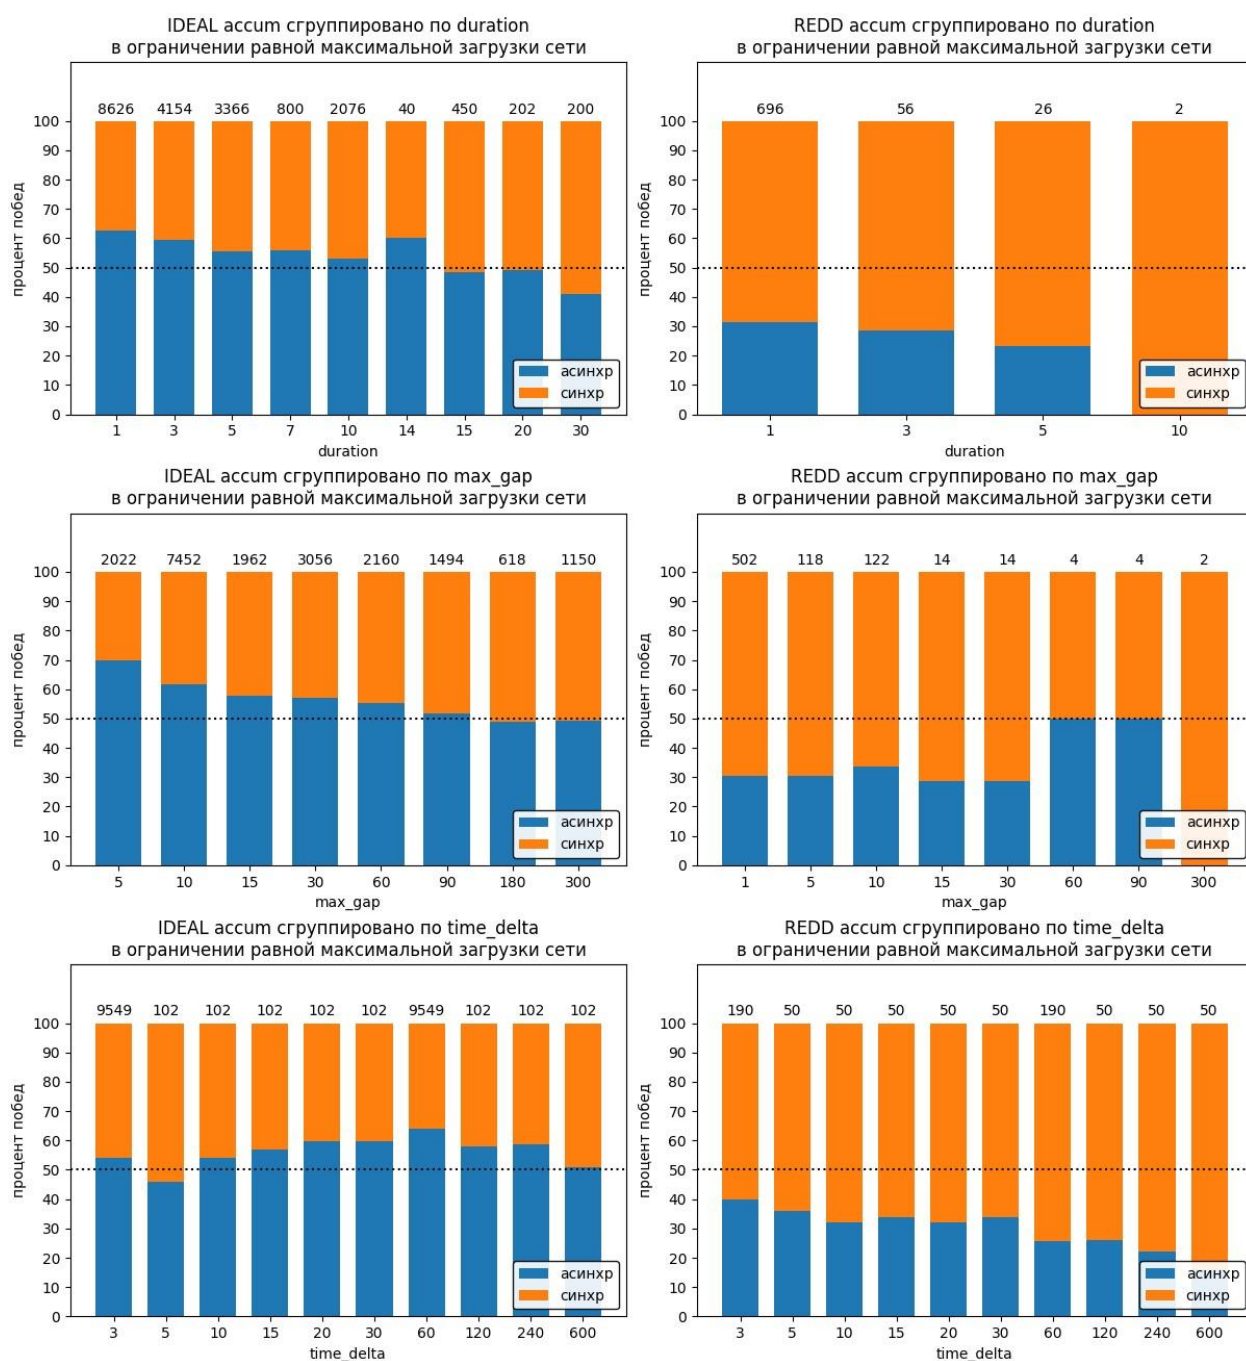 IDEAL accum сгруппировано по duration
в ограничении равной максимальной загрузки сети
8626 4154 3366 800 2076 40 450 202 200
100
90
80
70
60
50
40
30
20
10
0
процент побед
асинхр
синхр
1 3 5 7 10 14 15 20 30
duration
REDD accum сгруппировано по duration
в ограничении равной максимальной загрузки сети
696 56 26 2
100
90
80
70
60
50
40
30
20
10
0
процент побед
асинхр
синхр
1 3 5 10
duration
IDEAL accum сгруппировано по max_gap
в ограничении равной максимальной загрузки сети
2022 7452 1962 3056 2160 1494 618 1150
100
90
80
70
60
50
40
30
20
10
0
процент побед
асинхр
синхр
5 10 15 30 60 90 180 300
max_gap
REDD accum сгруппировано по max_gap
в ограничении равной максимальной загрузки сети
502 118 122 14 14 4 4 2
100
90
80
70
60
50
40
30
20
10
0
процент побед
асинхр
синхр
1 5 10 15 30 60 90 300
max_gap
IDEAL accum сгруппировано по time_delta
в ограничении равной максимальной загрузки сети
9549 102 102 102 102 102 9549 102 102 102
100
90
80
70
60
50
40
30
20
10
0
процент побед
асинхр
синхр
3 5 10 15 20 30 60 120 240 600
time_delta
REDD accum сгруппировано по time_delta
в ограничении равной максимальной загрузки сети
190 50 50 50 50 50 190 50 50 50
100
90
80
70
60
50
40
30
20
10
0
процент побед
асинхр
синхр
3 5 10 15 20 30 60 120 240 600
time_delta